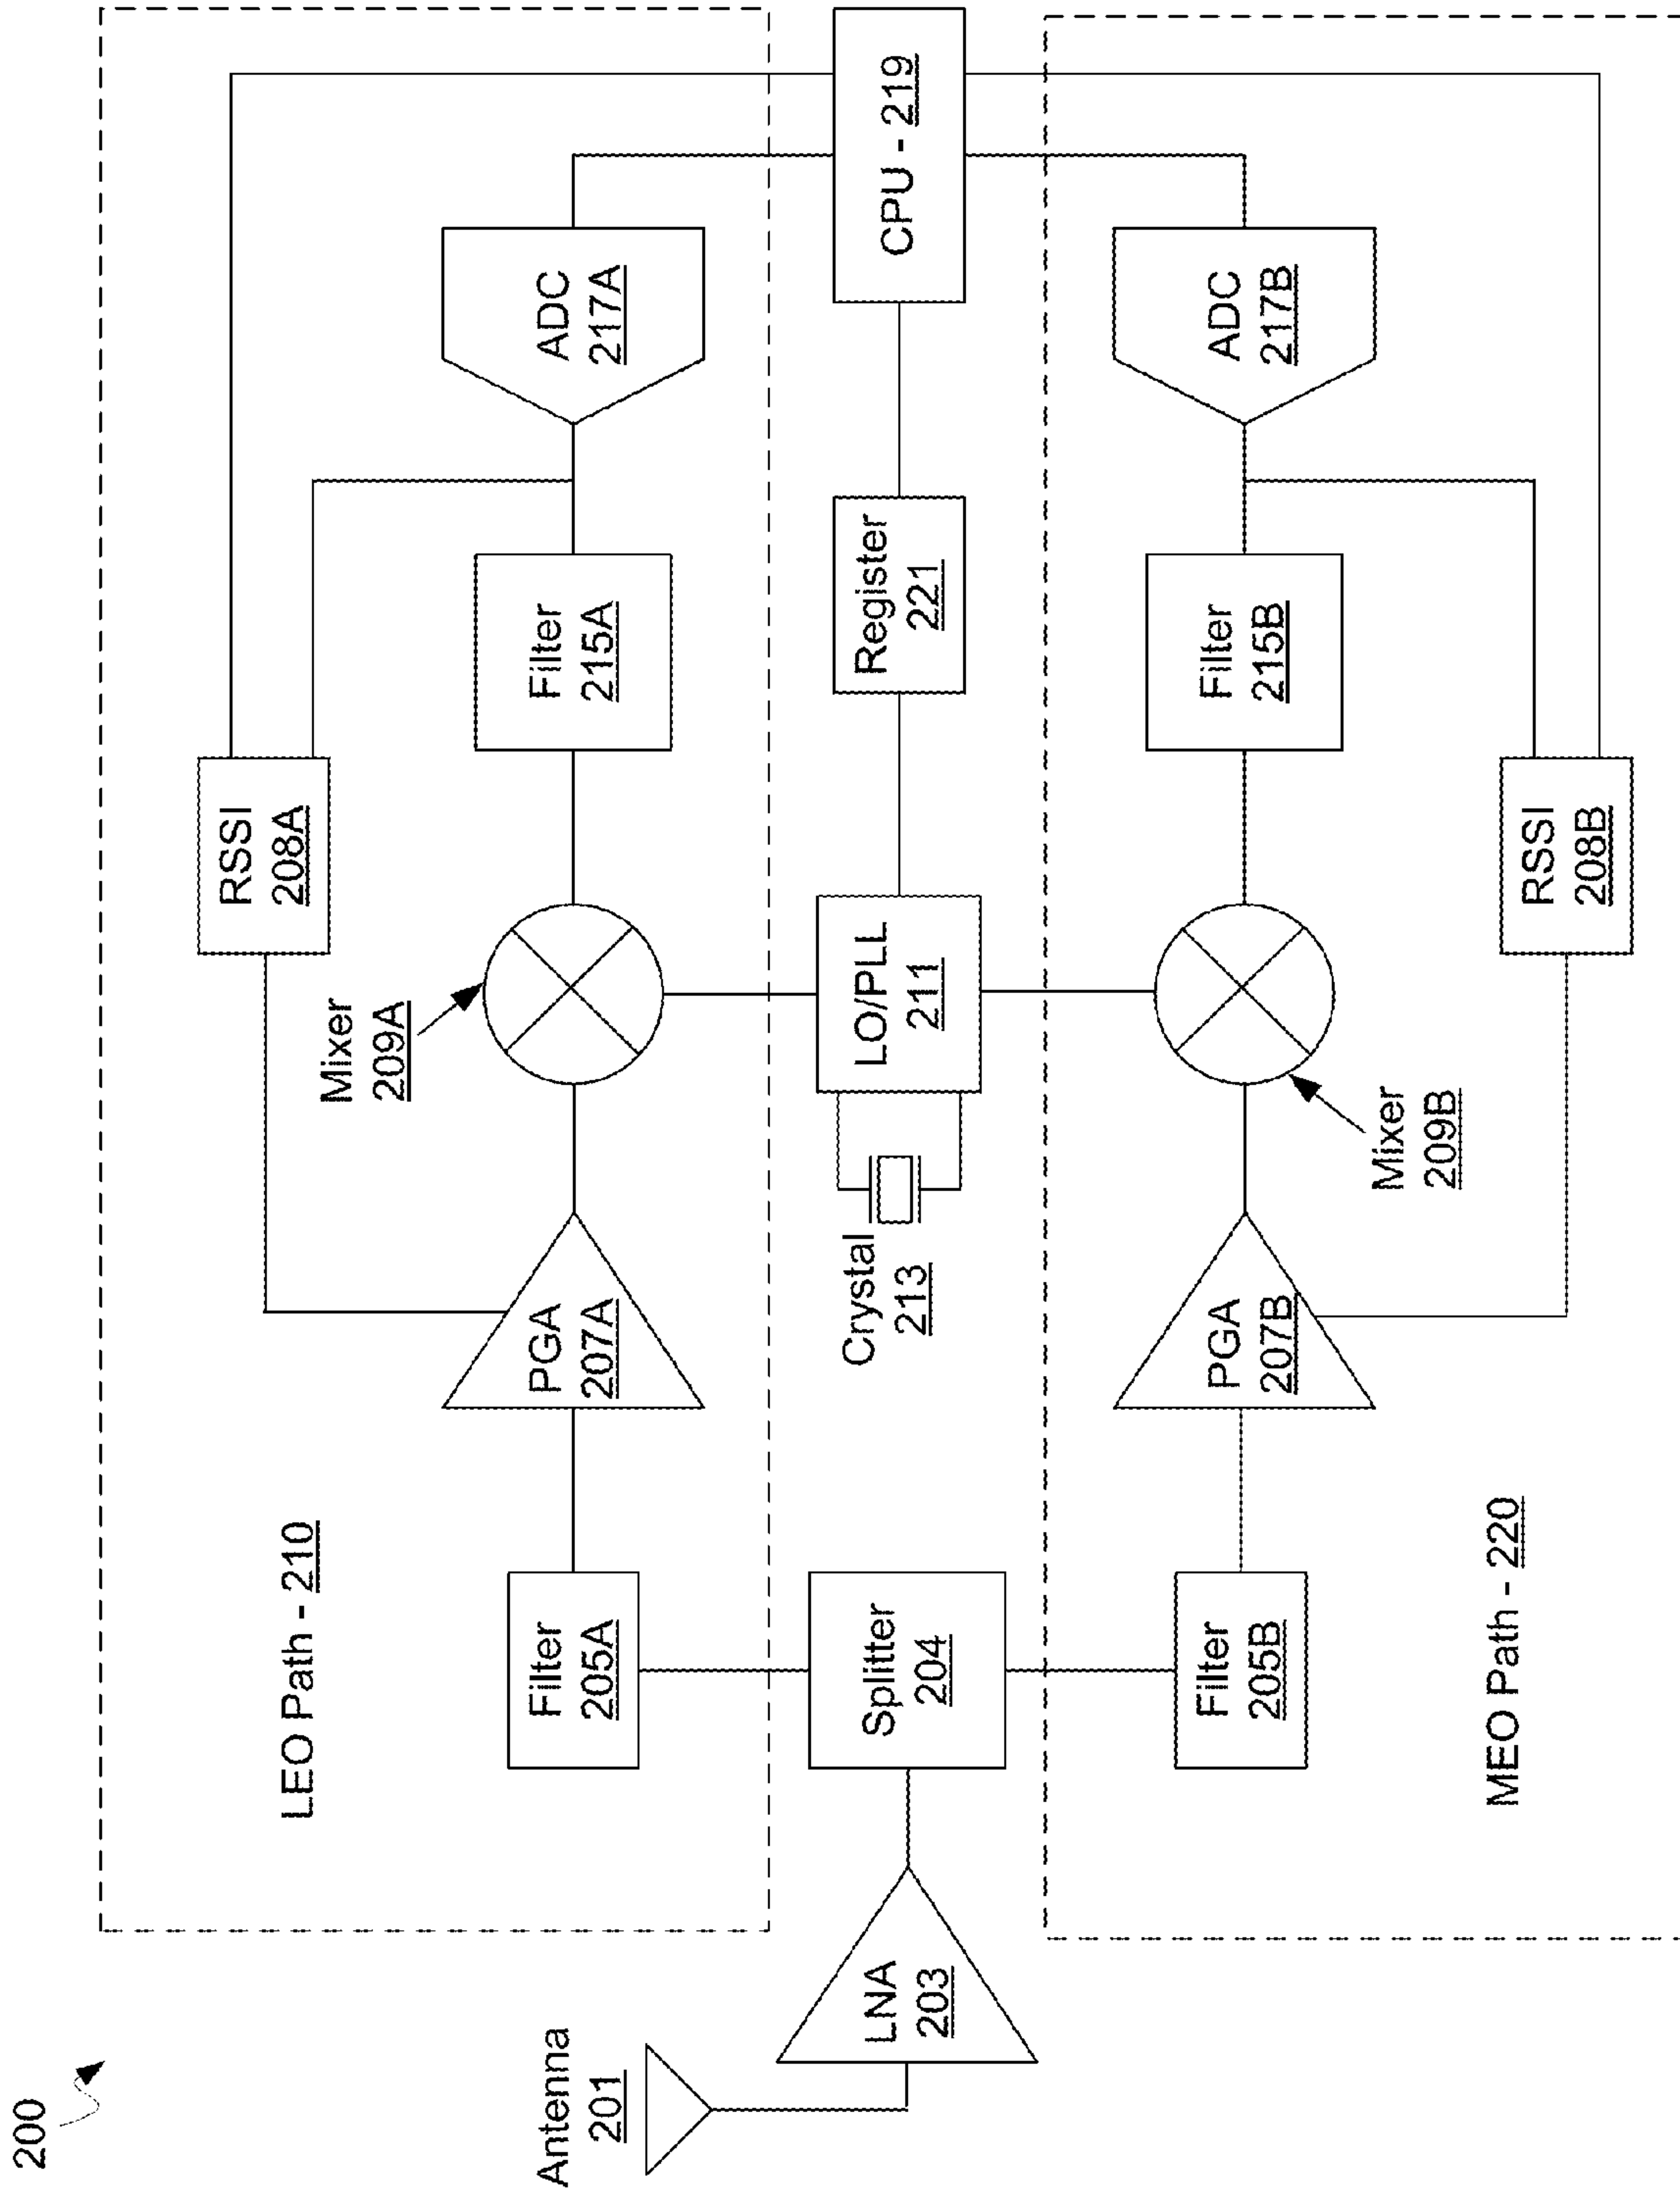 200
LEO Path - 210
RSSI
208A
Mixer
209A
Filter
205A
PGA
207A
Filter
215A
ADC
217A
Antenna
201
LNA
203
Splitter
204
Crystal
213
LO/PLL
211
Register
221
CPU - 219
Filter
205B
PGA
207B
Mixer
209B
Filter
215B
ADC
217B
MEO Path - 220
RSSI
208B